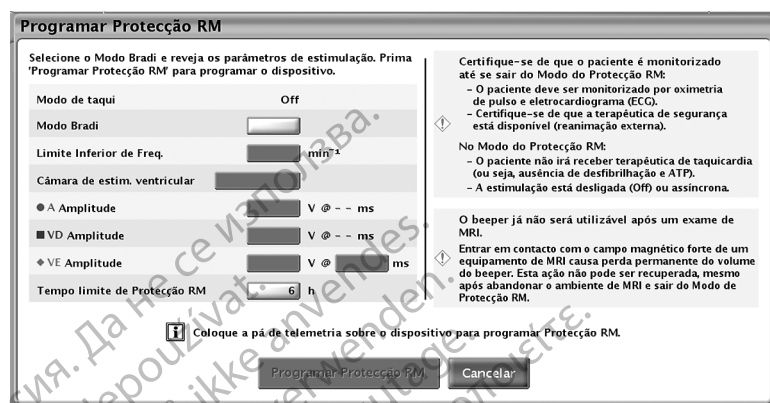 Programar Protecção RM
Selecione o Modo Bradi e reveja os parâmetros de estimulação. Prima
'Programar Protecção RM' para programar o dispositivo.
Modo de taqui Off
Modo Bradi
Limite Inferior de Freq. min⁻¹
Câmara de estim. ventricular
A Amplitude V @ - - ms
VD Amplitude V @ - - ms
VE Amplitude V @ ms
Tempo limite de Protecção RM 6 h
Certifique-se de que o paciente é monitorizado
até se sair do Modo do Protecção RM:
- O paciente deve ser monitorizado por oximetria
de pulso e eletrocardiograma (ECG).
- Certifique-se de que a terapêutica de segurança
está disponível (reanimação externa).
No Modo do Protecção RM:
- O paciente não irá receber terapêutica de taquicardia
(ou seja, ausência de desfibrilhação e ATP).
- A estimulação está desligada (Off) ou assíncrona.
O beeper já não será utilizável após um exame de
MRI.
Entrar em contacto com o campo magnético forte de um
equipamento de MRI causa perda permanente do volume
do beeper. Esta ação não pode ser recuperada, mesmo
após abandonar o ambiente de MRI e sair do Modo de
Protecção RM.
Coloque a pá de telemetria sobre o dispositivo para programar Protecção RM.
Programar Protecção RM
Cancelar
Да не се използва.
ikke anvendes.